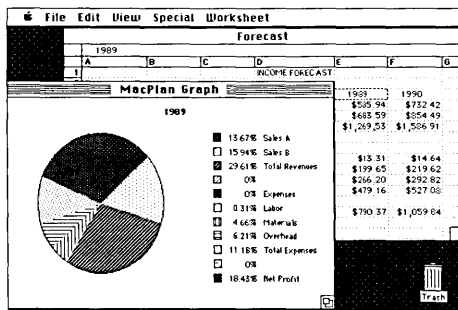 File Edit View Special Worksheet
Forecast
1989
A B C D E F G
1 INCOME FORECAST
MacPlan Graph
1989 1990
1989
$585.94 $732.42
$683.59 $854.49
$1,269.53 $1,586.91
13.67% Sales A
15.94% Sales B
29.61% Total Revenues
0%
0% Expenses
0.31% Labor
4.66% Materials
6.21% Overhead
11.18% Total Expenses
0%
18.43% Net Profit
$13.31 $14.64
$199.65 $219.62
$266.20 $292.82
$479.16 $527.08
$790.37 $1,059.84
Trash